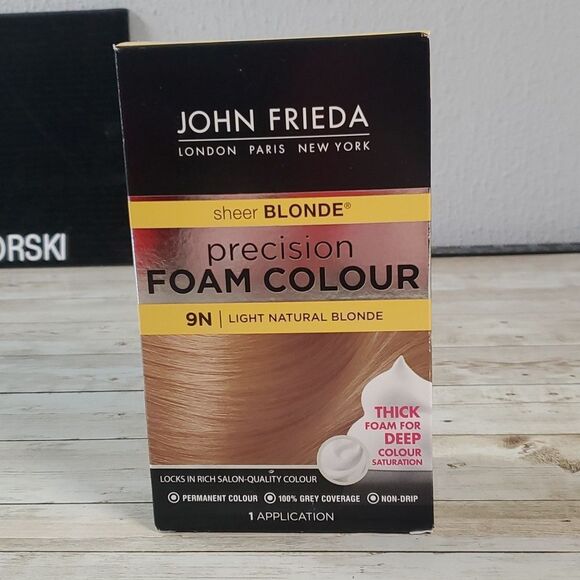 JOHN FRIEDA
LONDON PARIS NEW YORK
sheer BLONDE®
precision
FOAM COLOUR
9N | LIGHT NATURAL BLONDE
THICK
FOAM FOR
DEEP
COLOUR
SATURATION
LOCKS IN RICH SALON-QUALITY COLOUR
PERMANENT COLOUR 100% GREY COVERAGE NON-DRIP
1 APPLICATION
ORSKI